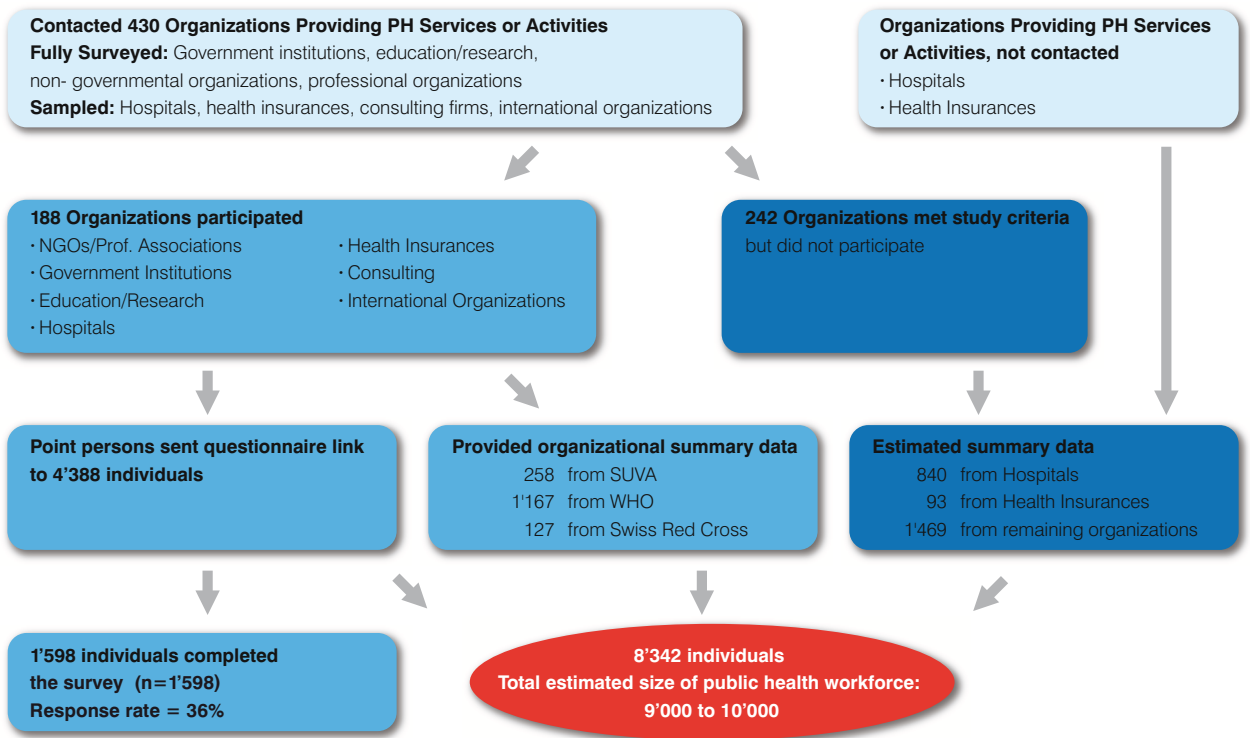 Contacted 430 Organizations Providing PH Services or Activities
Fully Surveyed: Government institutions, education/research,
non- governmental organizations, professional organizations
Sampled: Hospitals, health insurances, consulting firms, international organizations
Organizations Providing PH Services
or Activities, not contacted
· Hospitals
· Health Insurances
188 Organizations participated
· NGOs/Prof. Associations
· Government Institutions
· Education/Research
· Hospitals
· Health Insurances
· Consulting
· International Organizations
242 Organizations met study criteria
but did not participate
Point persons sent questionnaire link
to 4'388 individuals
Provided organizational summary data
258 from SUVA
1'167 from WHO
127 from Swiss Red Cross
Estimated summary data
840 from Hospitals
93 from Health Insurances
1'469 from remaining organizations
1'598 individuals completed
the survey (n=1'598)
Response rate = 36%
8'342 individuals
Total estimated size of public health workforce:
9'000 to 10'000